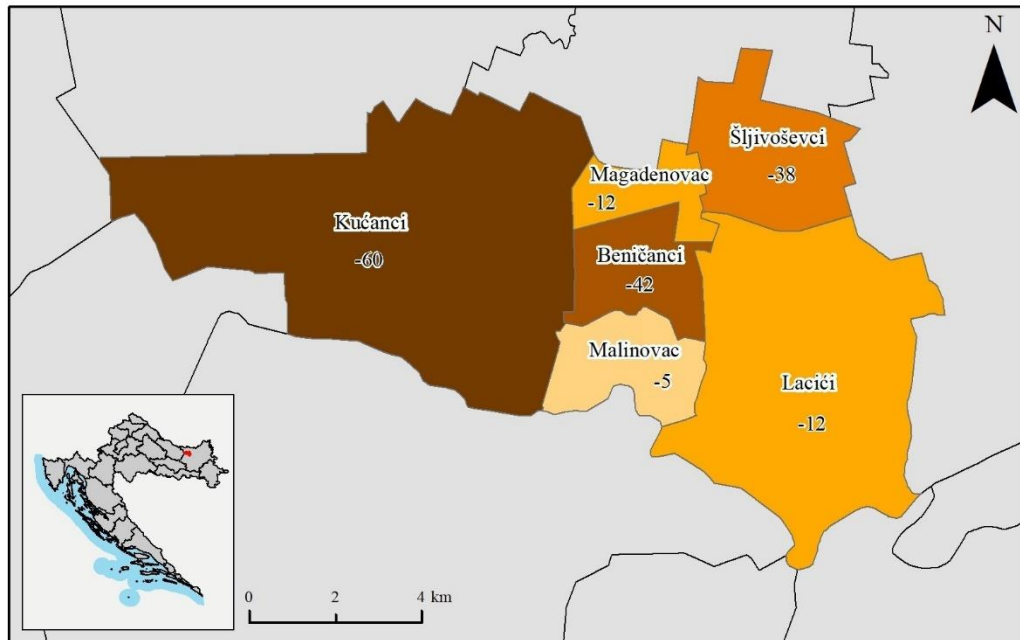 N
Šljivoševci
-38
Magadenovac
-12
Kućanci
-60
Beničanci
-42
Malinovac
-5
Lacići
-12
0 2 4 km